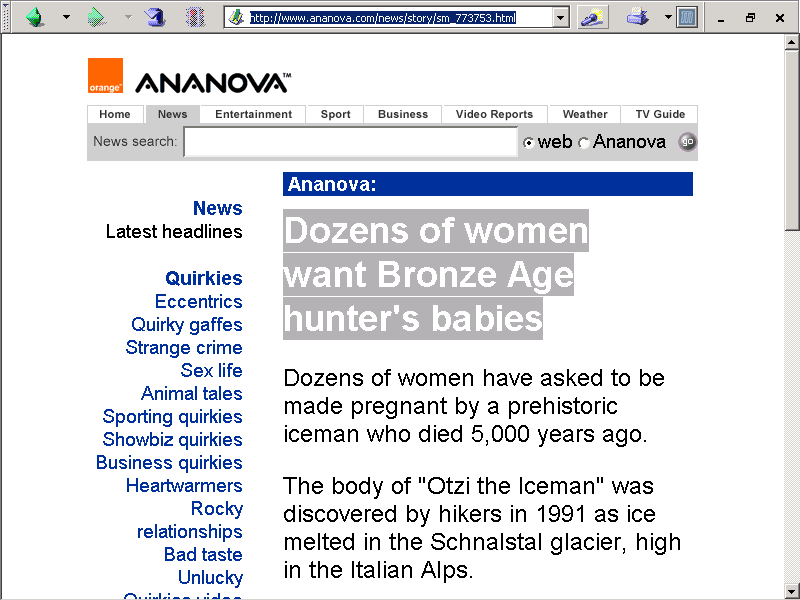 http://www.ananova.com/news/story/sm_773753.html
orange™
ANANOVA™
Home News Entertainment Sport Business Video Reports Weather TV Guide
News search: web Ananova go
Ananova:
News
Latest headlines
Quirkies
Eccentrics
Quirky gaffes
Strange crime
Sex life
Animal tales
Sporting quirkies
Showbiz quirkies
Business quirkies
Heartwarmers
Rocky
relationships
Bad taste
Unlucky
Quirkies video
Dozens of women
want Bronze Age
hunter's babies
Dozens of women have asked to be
made pregnant by a prehistoric
iceman who died 5,000 years ago.
The body of "Otzi the Iceman" was
discovered by hikers in 1991 as ice
melted in the Schnalstal glacier, high
in the Italian Alps.